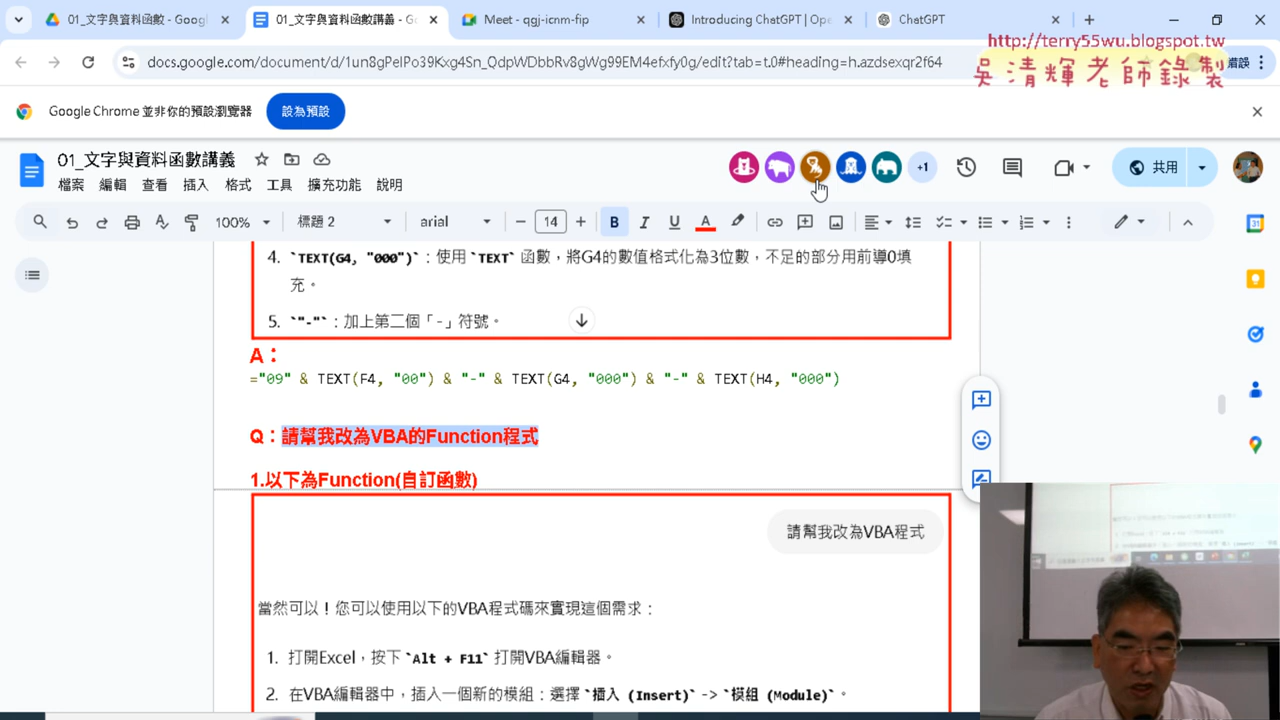 01_文字與資料函數 - Googl
01_文字與資料函數講義 - G
Meet - qgj-icnm-fip
Introducing ChatGPT | Ope
ChatGPT
http://terry55wu.blogspot.tw
docs.google.com/document/d/1un8gPelPo39Kxg4Sn_QdpWDbbRv8gWg99EM4efxfy0g/edit?tab=t.0#heading=h.azdsexqr2f64
吳清輝老師錄製
Google Chrome 並非你的預設瀏覽器
設為預設
01_文字與資料函數講義
+1
共用
檔案 編輯 查看 插入 格式 工具 擴充功能 說明
100% 標題 2 arial 14 B I U A
4. `TEXT(G4, "000")`：使用 `TEXT` 函數，將G4的數值格式化為3位數，不足的部分用前導0填
充。
5. `"-"`：加上第二個「-」符號。
A：
="09" & TEXT(F4, "00") & "-" & TEXT(G4, "000") & "-" & TEXT(H4, "000")
Q：請幫我改為VBA的Function程式
1.以下為Function(自訂函數)
請幫我改為VBA程式
當然可以！您可以使用以下的VBA程式碼來實現這個需求：
1. 打開Excel，按下 `Alt + F11` 打開VBA編輯器。
2. 在VBA編輯器中，插入一個新的模組：選擇 `插入 (Insert)` -> `模組 (Module)`。